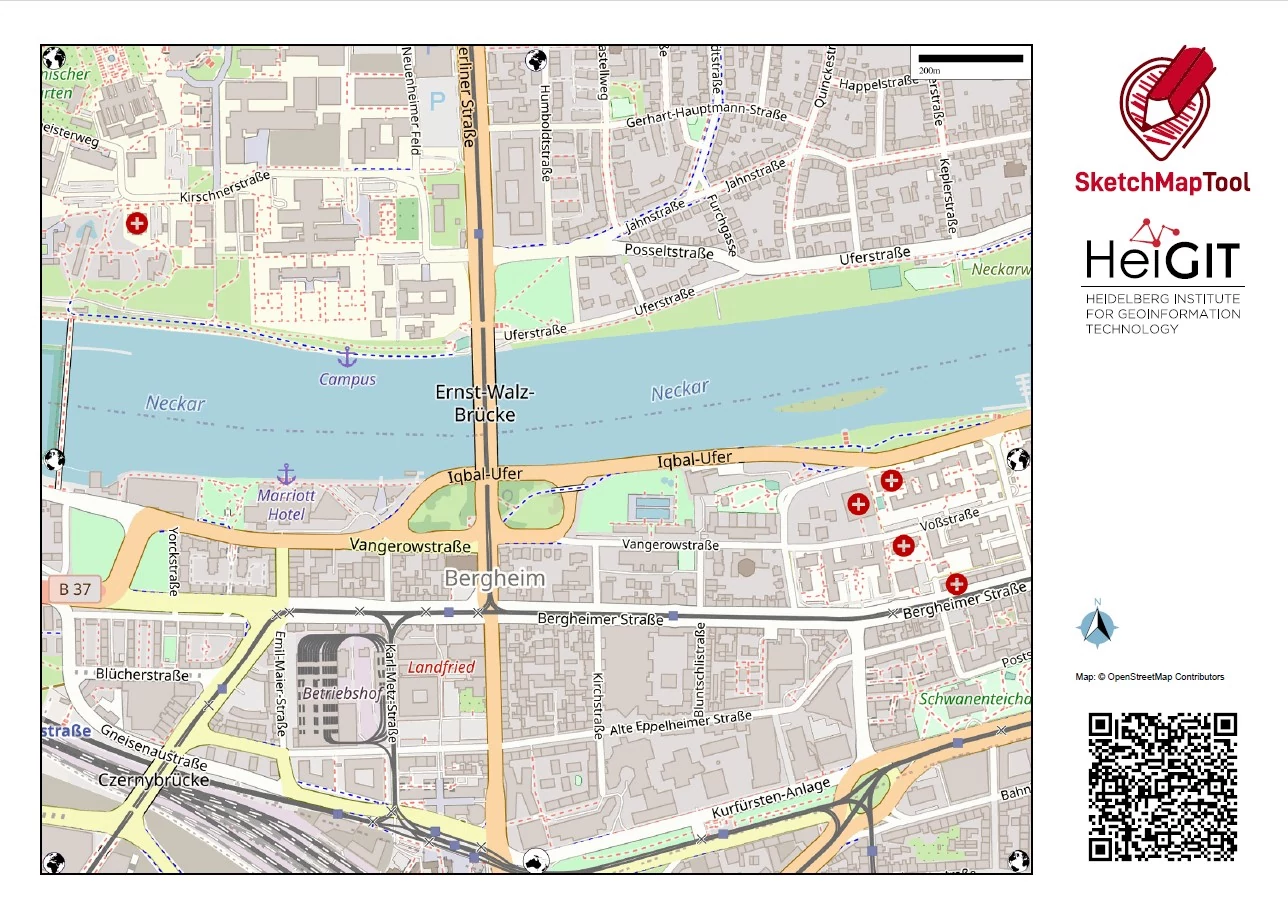 nischer
arten
eisterweg
Kirschnerstraße
Neuenheimer Feld
P
erliner Straße
Humboldtstraße
astellweg
dtstraße
Gerhart-Hauptmann-Straße
Quinckestr
Happelstraße
erstraße
200m
Keplerstraße
Jahnstraße
Jahnstraße
Furchgasse
Posseltstraße
Uferstraße
Uferstraße
Uferstraße
Neckarw
Campus
Neckar
Neckar
Ernst-Walz-
Brücke
Iqbal-Ufer
Iqbal-Ufer
Marriott
Hotel
Yorckstraße
Vangerowstraße
Vangerowstraße
Voßstraße
B 37
Bergheim
Bergheimer Straße
Bergheimer Straße
Emil-Maier-Straße
Karl-Metz-Straße
Landfried
Betriebshof
Blücherstraße
Kirchstraße
Bluntschlistraße
Alte Eppelheimer Straße
Posts
Schwanenteicha
straße
Gneisenaustraße
Czernybrücke
Kurfürsten-Anlage
Bahn
SketchMapTool
HeiGIT
HEIDELBERG INSTITUTE
FOR GEOINFORMATION
TECHNOLOGY
N
Map: © OpenStreetMap Contributors